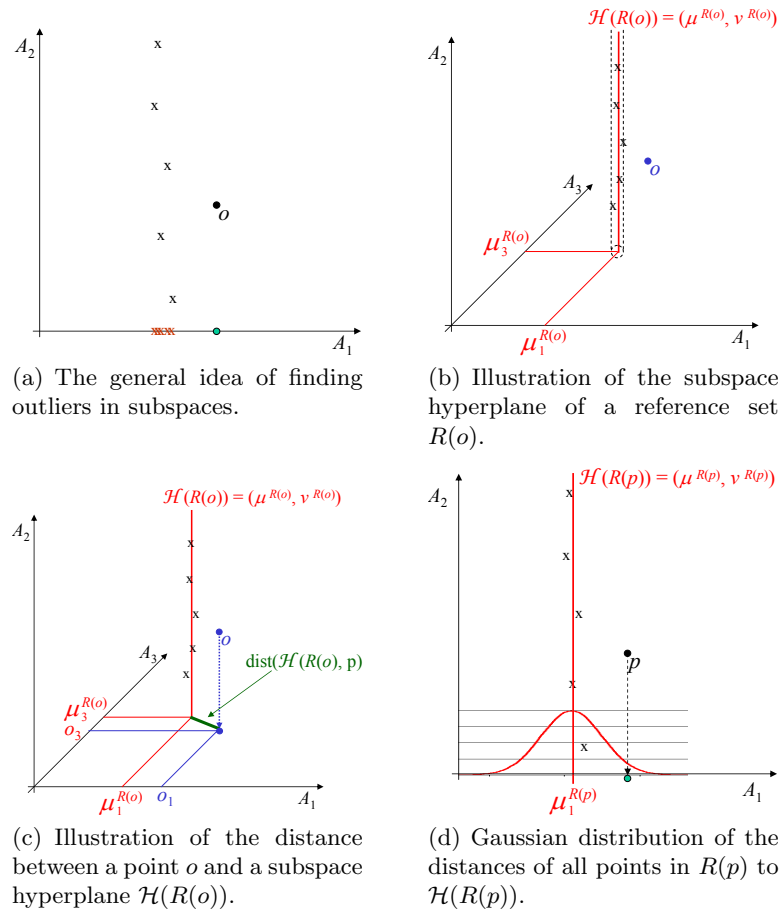 A₂
x
x
x
x
x
o
xxxxx
A₁
(a) The general idea of finding
outliers in subspaces.
ℋ(R(o)) = (μ^R(o), v^R(o))
A₂
x
x
x
x
x
o
A₃
μ₃^R(o)
μ₁^R(o)
A₁
(b) Illustration of the subspace
hyperplane of a reference set
R(o).
ℋ(R(o)) = (μ^R(o), v^R(o))
A₂
x
x
x
x
x
o
A₃
dist(ℋ(R(o), p)
μ₃^R(o)
o₃
μ₁^R(o)
o₁
A₁
(c) Illustration of the distance
between a point o and a subspace
hyperplane ℋ(R(o)).
ℋ(R(p)) = (μ^R(p), v^R(p))
A₂
x
x
x
x
x
p
μ₁^R(p)
A₁
(d) Gaussian distribution of the
distances of all points in R(p) to
ℋ(R(p)).